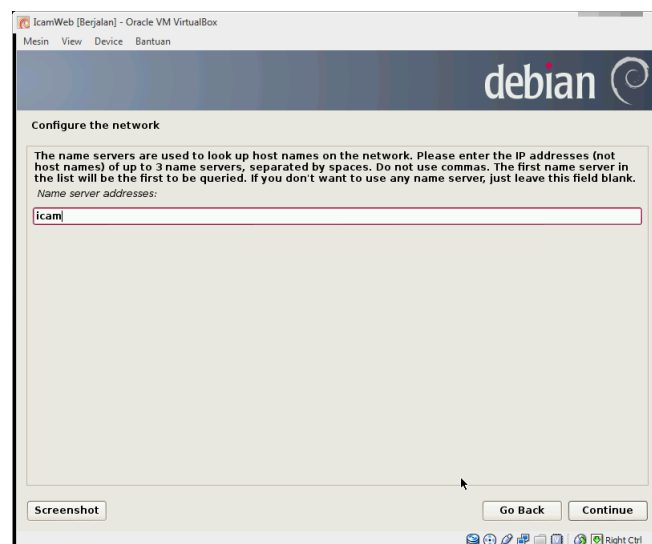 IcamWeb [Berjalan] - Oracle VM VirtualBox
Mesin View Device Bantuan
debian
Configure the network
The name servers are used to look up host names on the network. Please enter the IP addresses (not
host names) of up to 3 name servers, separated by spaces. Do not use commas. The first name server in
the list will be the first to be queried. If you don't want to use any name server, just leave this field blank.
Name server addresses:
icam
Screenshot Go Back Continue
Right Ctrl